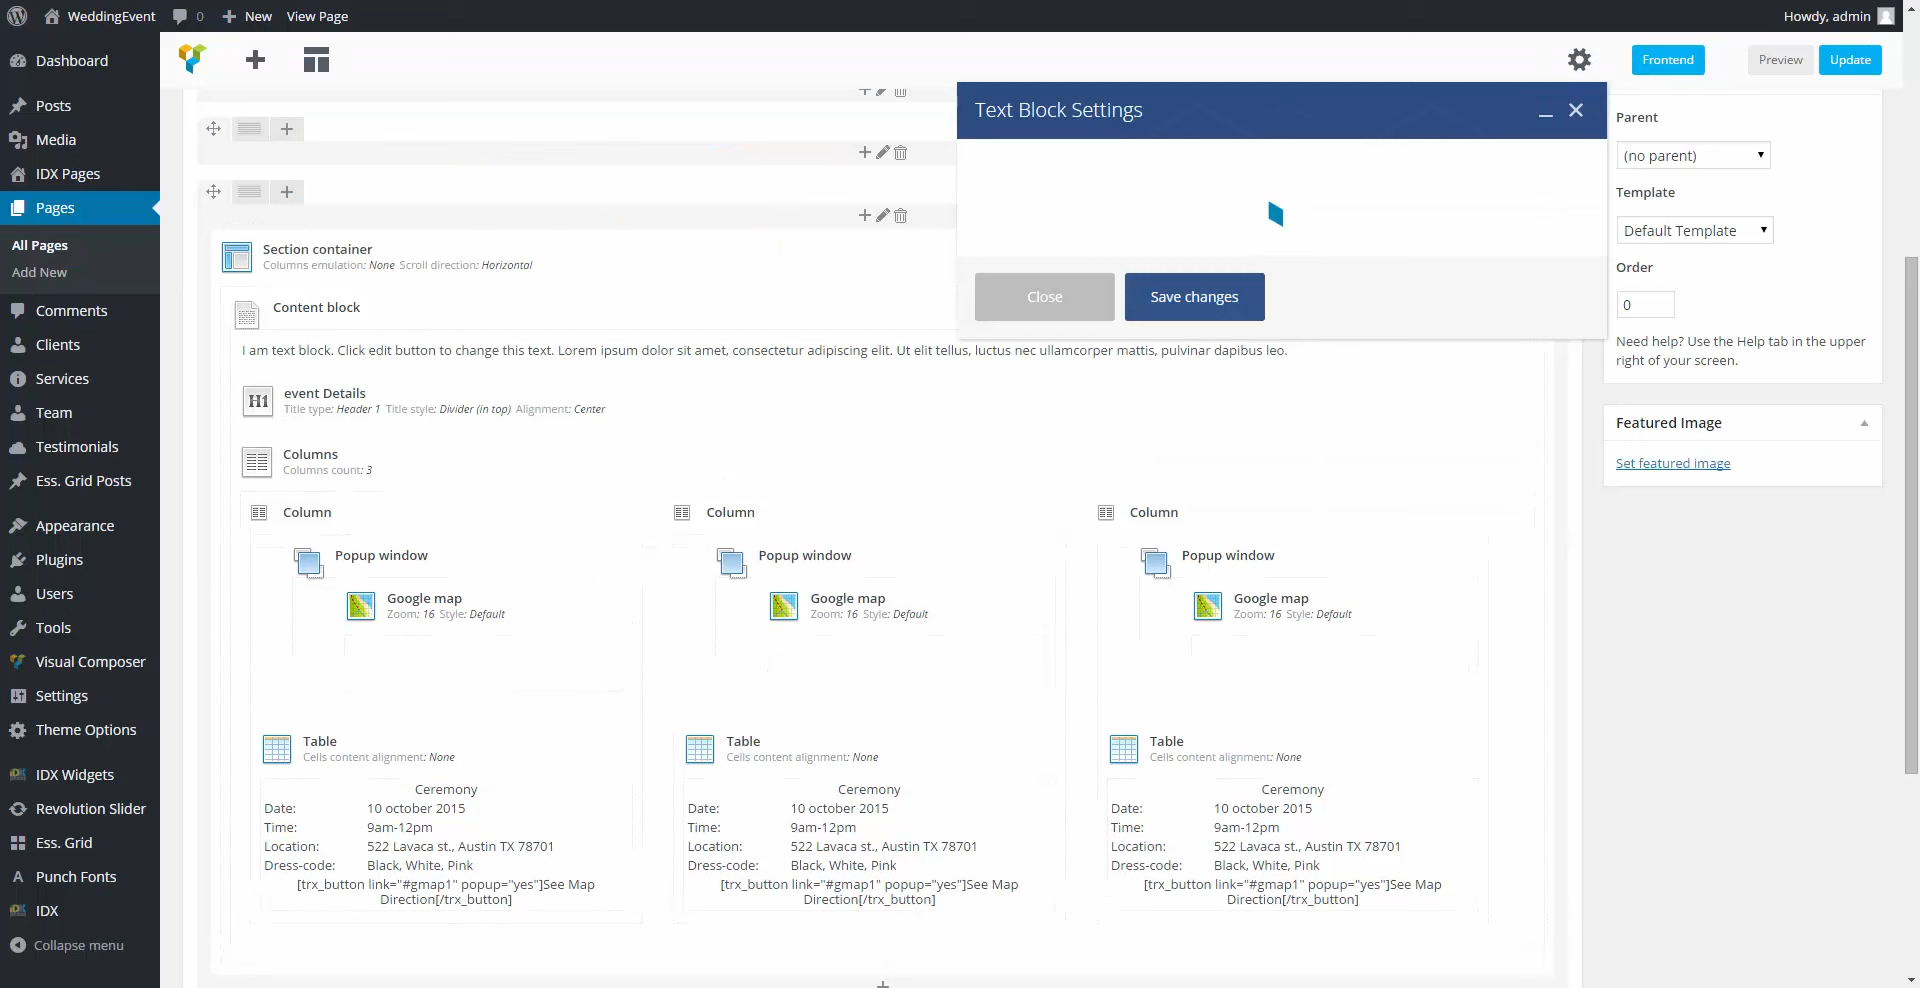 WeddingEvent 0 New View Page Howdy, admin
Dashboard
Posts
Media
IDX Pages
Pages
All Pages
Add New
Comments
Clients
Services
Team
Testimonials
Ess. Grid Posts
Appearance
Plugins
Users
Tools
Visual Composer
Settings
Theme Options
IDX Widgets
Revolution Slider
Ess. Grid
Punch Fonts
IDX
Collapse menu
Frontend Preview Update
Text Block Settings
Close Save changes
Section container
Columns emulation: None Scroll direction: Horizontal
Content block
I am text block. Click edit button to change this text. Lorem ipsum dolor sit amet, consectetur adipiscing elit. Ut elit tellus, luctus nec ullamcorper mattis, pulvinar dapibus leo.
H1 event Details
Title type: Header 1 Title style: Divider (in top) Alignment: Center
Columns
Columns count: 3
Column
Popup window
Google map
Zoom: 16 Style: Default
Table
Cells content alignment: None
Ceremony
Date: 10 october 2015
Time: 9am-12pm
Location: 522 Lavaca st., Austin TX 78701
Dress-code: Black, White, Pink
[trx_button link="#gmap1" popup="yes"]See Map
Direction[/trx_button]
Column
Popup window
Google map
Zoom: 16 Style: Default
Table
Cells content alignment: None
Ceremony
Date: 10 october 2015
Time: 9am-12pm
Location: 522 Lavaca st., Austin TX 78701
Dress-code: Black, White, Pink
[trx_button link="#gmap1" popup="yes"]See Map
Direction[/trx_button]
Column
Popup window
Google map
Zoom: 16 Style: Default
Table
Cells content alignment: None
Ceremony
Date: 10 october 2015
Time: 9am-12pm
Location: 522 Lavaca st., Austin TX 78701
Dress-code: Black, White, Pink
[trx_button link="#gmap1" popup="yes"]See Map
Direction[/trx_button]
Parent
(no parent)
Template
Default Template
Order
0
Need help? Use the Help tab in the upper
right of your screen.
Featured Image
Set featured image